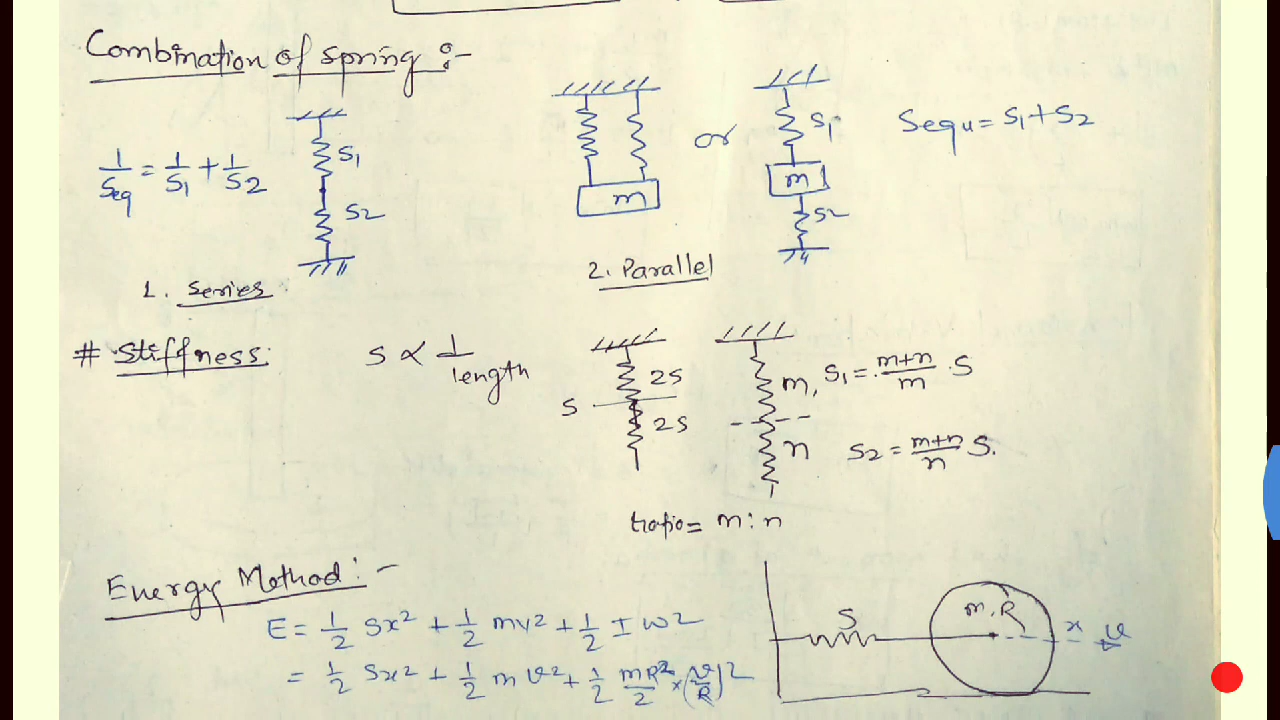 Combination of spring :-
1/Seq = 1/S1 + 1/S2
S1
S2
1. Series
m
or
S1
m
S2
Sequ = S1 + S2
2. Parallel
# Stiffness:
S ∝ 1/length
S
2S
2S
m,
n
S1 = m+n/m . S
S2 = m+n/n S.
ratio = m : n
Energy Method : -
E = 1/2 Sx² + 1/2 mv² + 1/2 I ω²
= 1/2 Sx² + 1/2 m v² + 1/2 mR²/2 × (v/R)²
S
m, R
x
v